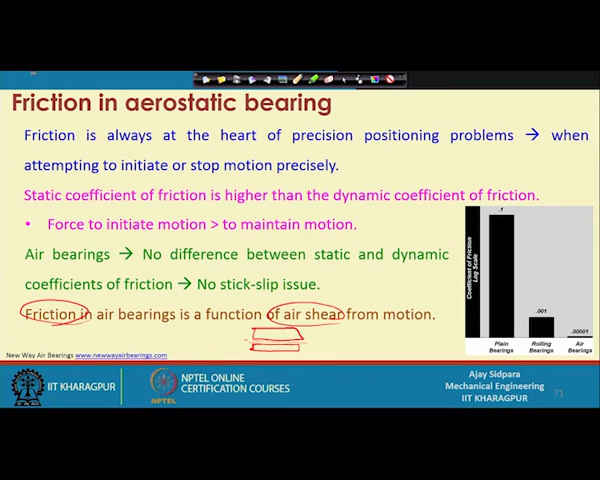 Friction in aerostatic bearing
Friction is always at the heart of precision positioning problems → when
attempting to initiate or stop motion precisely.
Static coefficient of friction is higher than the dynamic coefficient of friction.
• Force to initiate motion > to maintain motion.
Air bearings → No difference between static and dynamic
coefficients of friction → No stick-slip issue.
Friction in air bearings is a function of air shear from motion.
Coefficient of Friction
Log Scale
.1
.001
.00001
Plain
Bearings
Rolling
Bearings
Air
Bearings
New Way Air Bearings www.newwayairbearings.com
IIT KHARAGPUR
NPTEL
NPTEL ONLINE
CERTIFICATION COURSES
Ajay Sidpara
Mechanical Engineering
IIT KHARAGPUR
71